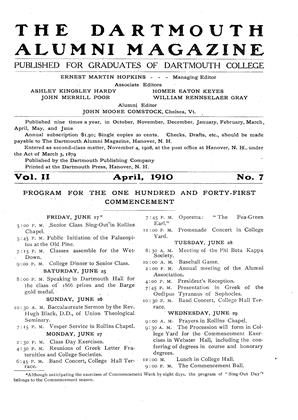 THE DARTMOUTH
ALUMNI MAGAZINE
PUBLISHED FOR GRADUATES OF DARTMOUTH COLLEGE
ERNEST MARTIN HOPKINS - - - Managing Editor
Associate Editors
ASHLEY KINGSLEY HARDY HOMER EATON KEYES
JOHN MERRILL POOR WILLIAM RENNSELAER GRAY
Alumni Editor
JOHN MOORE COMSTOCK, Chelsea, Vt.
Published nine times a year, in October, November, December, January, February, March,
April, May, and June
Annual subscription $1.50; Single copies 20 cents. Checks, Drafts, etc., should be made
payable to The Dartmouth Alumni Magazine, Hanover, N. H.
Entered as second-class matter, November 4, 1908, at the post office at Hanover, N. H., under
the Act of March 3, 1879
Published by the Dartmouth Publishing Company
Printed at the Dartmouth Press, Hanover, N. H.
Vol. II April, 1910 No. 7
PROGRAM FOR THE ONE HUNDRED AND FORTY-FIRST
COMMENCEMENT
FRIDAY, JUNE 17*
3:00 P. M. Senior Class Sing-Out in Rollins
Chapel.
3:45 P. M. Public Initiation of the Palaeopi-
tus at the Old Pine.
7:15 P. M. Classes assemble for the Wet-
Down.
9:00 P. M. College Dinner to Senior Class.
SATURDAY, JUNE 25
8:00 P. M. Speaking in Dartmouth Hall for
the class of 1866 prizes and the Barge
gold medal.
SUNDAY, JUNE 26
10:30 A. M. Baccalaureate Sermon by the Rev.
Hugh Black, D.D., of Union Theological
Seminary.
7:15 P. M. Vesper Service in Rollins Chapel.
MONDAY, JUNE 27
2:30 P. M. Class Day Exercises.
4:30 P. M. Reunions of Greek Letter Fra-
ternities and College Societies.
6:45 P. M. Band Concert, College Hall Ter-
race.
7:45 P. M. Operetta: "The Pea-Green
Earl."
10:00 P. M. Promenade Concert in College
Yard.
TUESDAY, JUNE 28
8:30 A. M. Meeting of the Phi Beta Kappa
Society.
10:00 A. M. Baseball Game.
2:00 P. M. Annual meeting of the Alumni
Association.
4:00 P. M. President's Reception.
7:45 P. M. Presentation in Greek of the
Oedipus Tyrannus of Sophocles.
10:30 P. M. Band Concert, College Hall Ter-
race.
WEDNESDAY, JUNE 29
9:00 A. M. Prayers in Rollins Chapel.
9:30 A. M. The Procession will form in Col-
lege Yard for the Commencement Exer-
cises in Webster Hall, including the con-
ferring of degrees in course and honorary
degrees.
12:00 M. Lunch in College Hall.
9:00 P. M. The Commencement Ball.
*Although anticipating the exercises of Commencement Week by eight days, the program of "Sing Out Day"
belongs to the Commencement season.